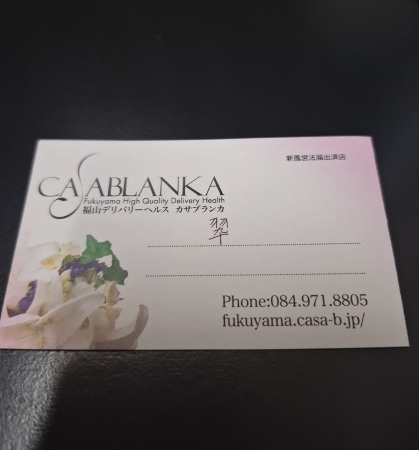 新風営法届出済店
CASABLANKA
Fukuyama High Quality Delivery Health
福山デリバリーヘルス カサブランカ
Phone:084.971.8805
fukuyama.casa-b.jp/